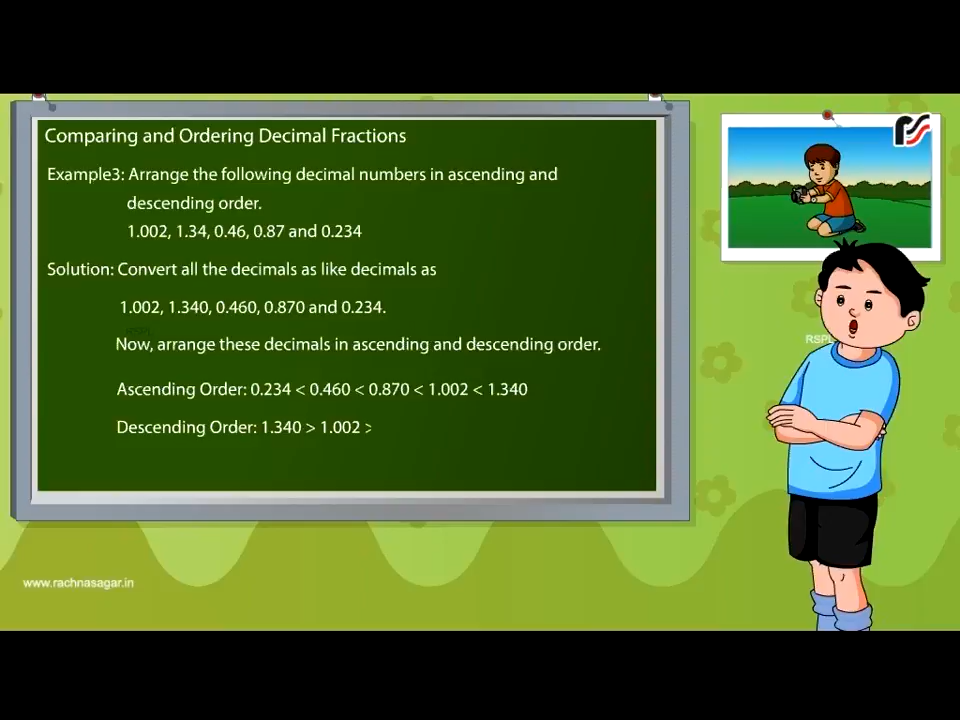 Comparing and Ordering Decimal Fractions
Example3: Arrange the following decimal numbers in ascending and
descending order.
1.002, 1.34, 0.46, 0.87 and 0.234
Solution: Convert all the decimals as like decimals as
1.002, 1.340, 0.460, 0.870 and 0.234.
RSPL
Now, arrange these decimals in ascending and descending order.
Ascending Order: 0.234 < 0.460 < 0.870 < 1.002 < 1.340
Descending Order: 1.340 > 1.002 >
RSPL
www.rachnasagar.in